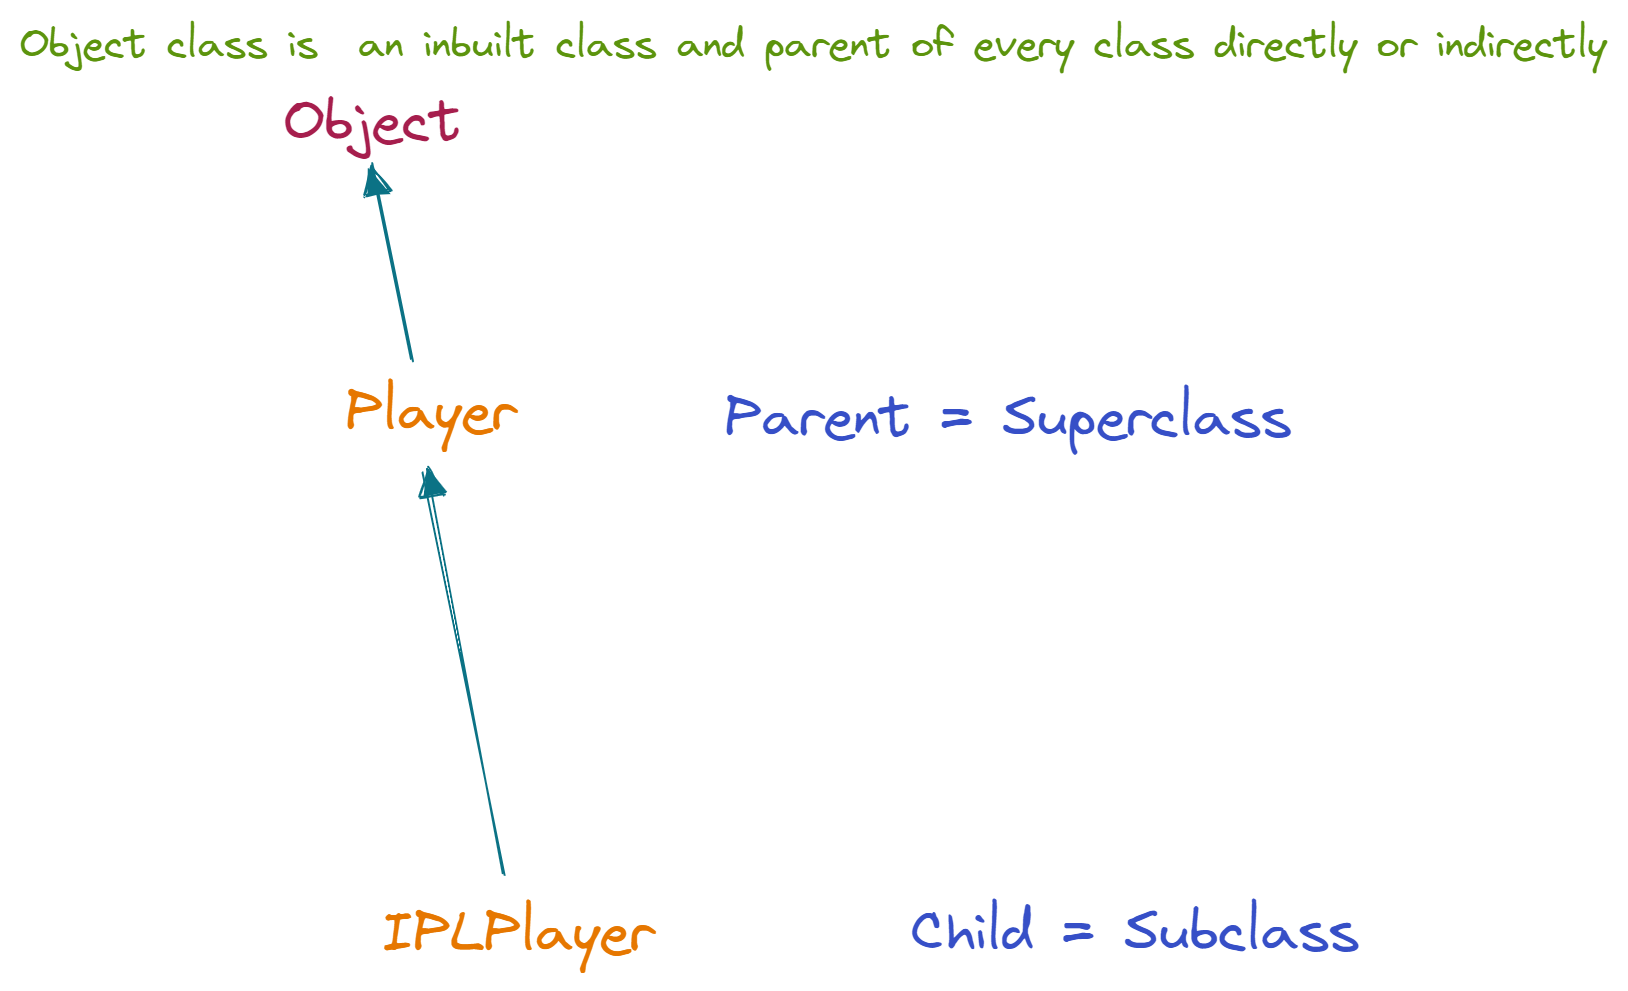 Object class is an inbuilt class and parent of every class directly or indirectly
Object
Player
Parent = Superclass
IPLPlayer
Child = Subclass